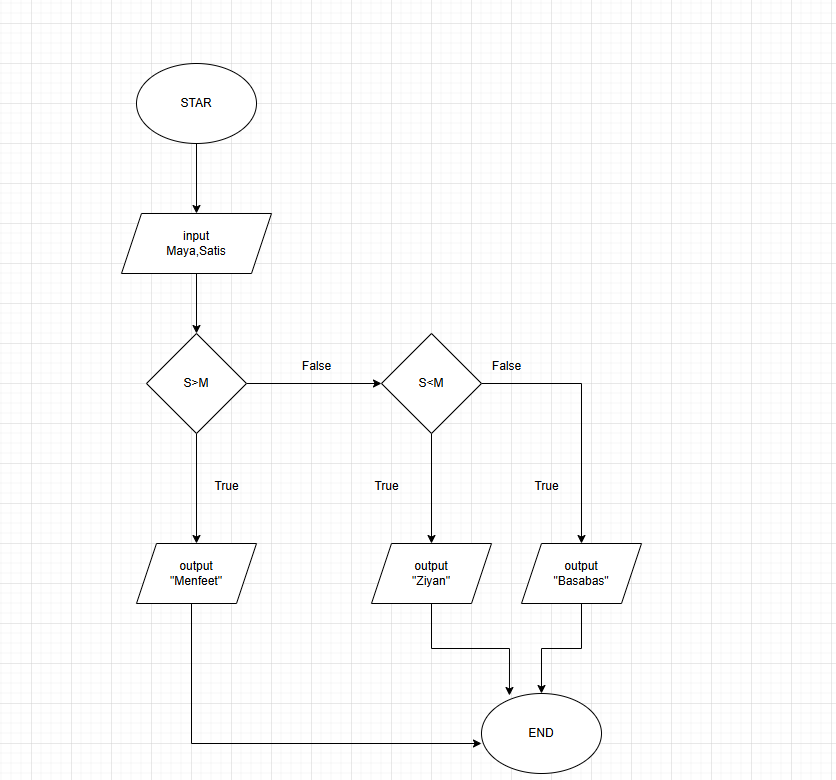 STAR
input
Maya,Satis
S>M
False
S<M
False
True
True
True
output
"Menfeet"
output
"Ziyan"
output
"Basabas"
END